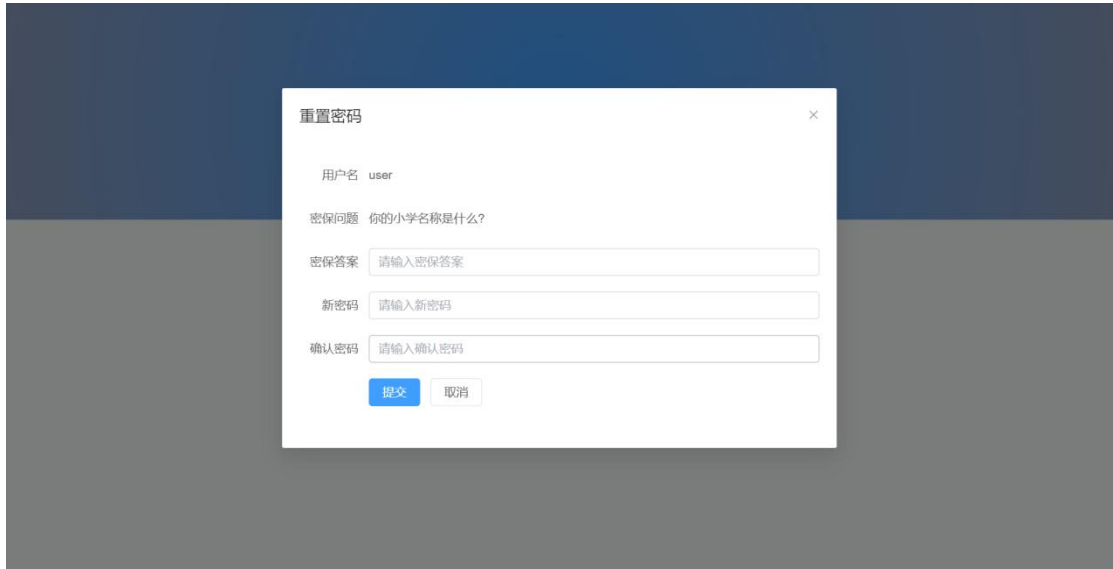 重置密码
用户名 user
密保问题 你的小学名称是什么?
密保答案 请输入密保答案
新密码 请输入新密码
确认密码 请输入确认密码
提交 取消